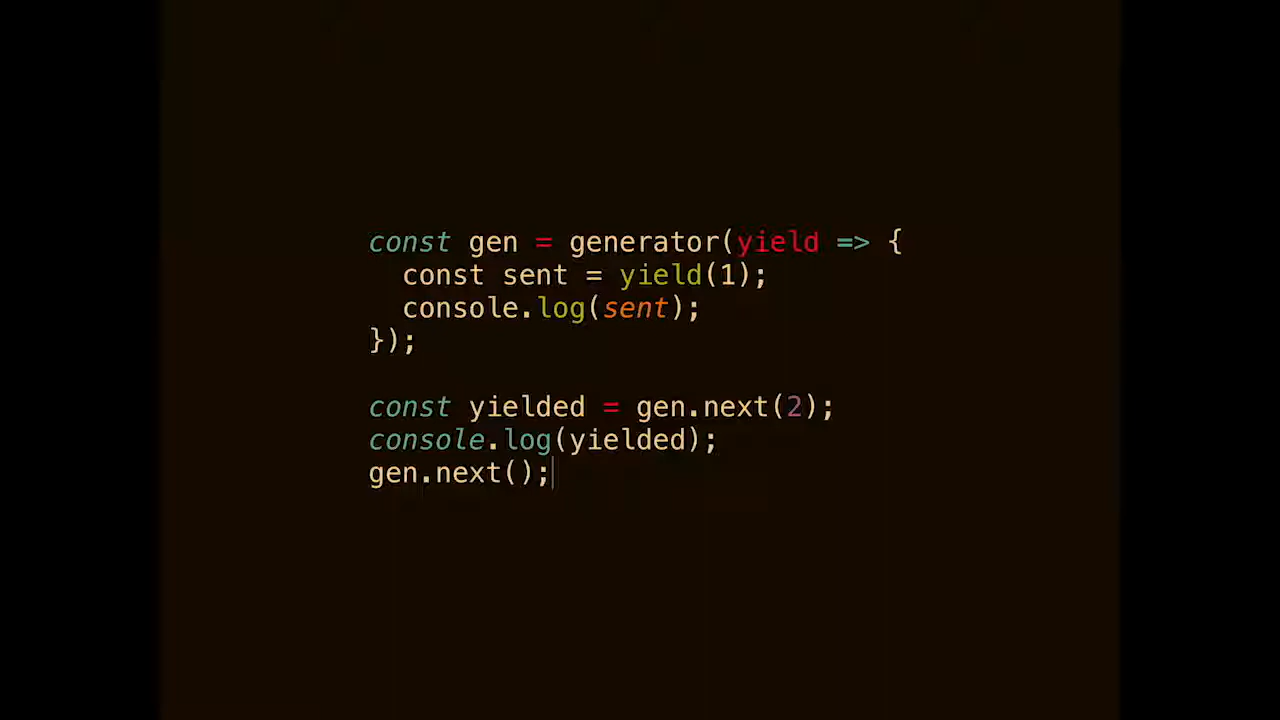 const gen = generator(yield => {
  const sent = yield(1);
  console.log(sent);
});

const yielded = gen.next(2);
console.log(yielded);
gen.next();